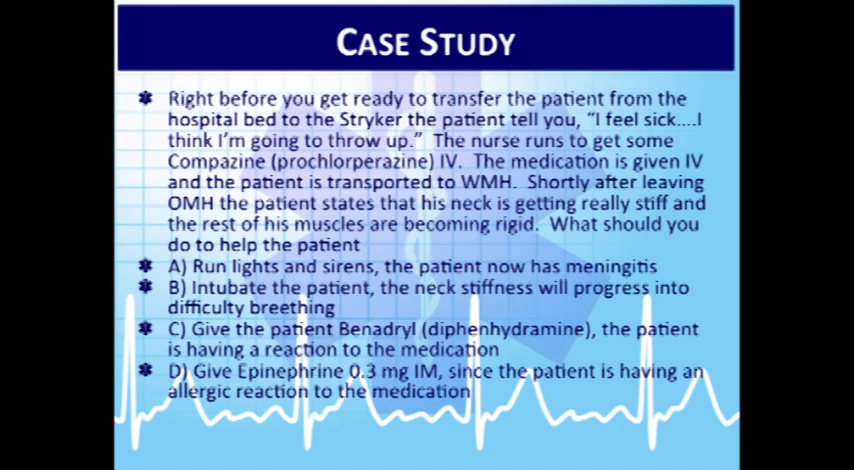 CASE STUDY
Right before you get ready to transfer the patient from the
hospital bed to the Stryker the patient tell you, “I feel sick....I
think I’m going to throw up.” The nurse runs to get some
Compazine (prochlorperazine) IV. The medication is given IV
and the patient is transported to WMH. Shortly after leaving
OMH the patient states that his neck is getting really stiff and
the rest of his muscles are becoming rigid. What should you
do to help the patient
A) Run lights and sirens, the patient now has meningitis
B) Intubate the patient, the neck stiffness will progress into
difficulty breething
C) Give the patient Benadryl (diphenhydramine), the patient
is having a reaction to the medication
D) Give Epinephrine 0.3 mg IM, since the patient is having an
allergic reaction to the medication